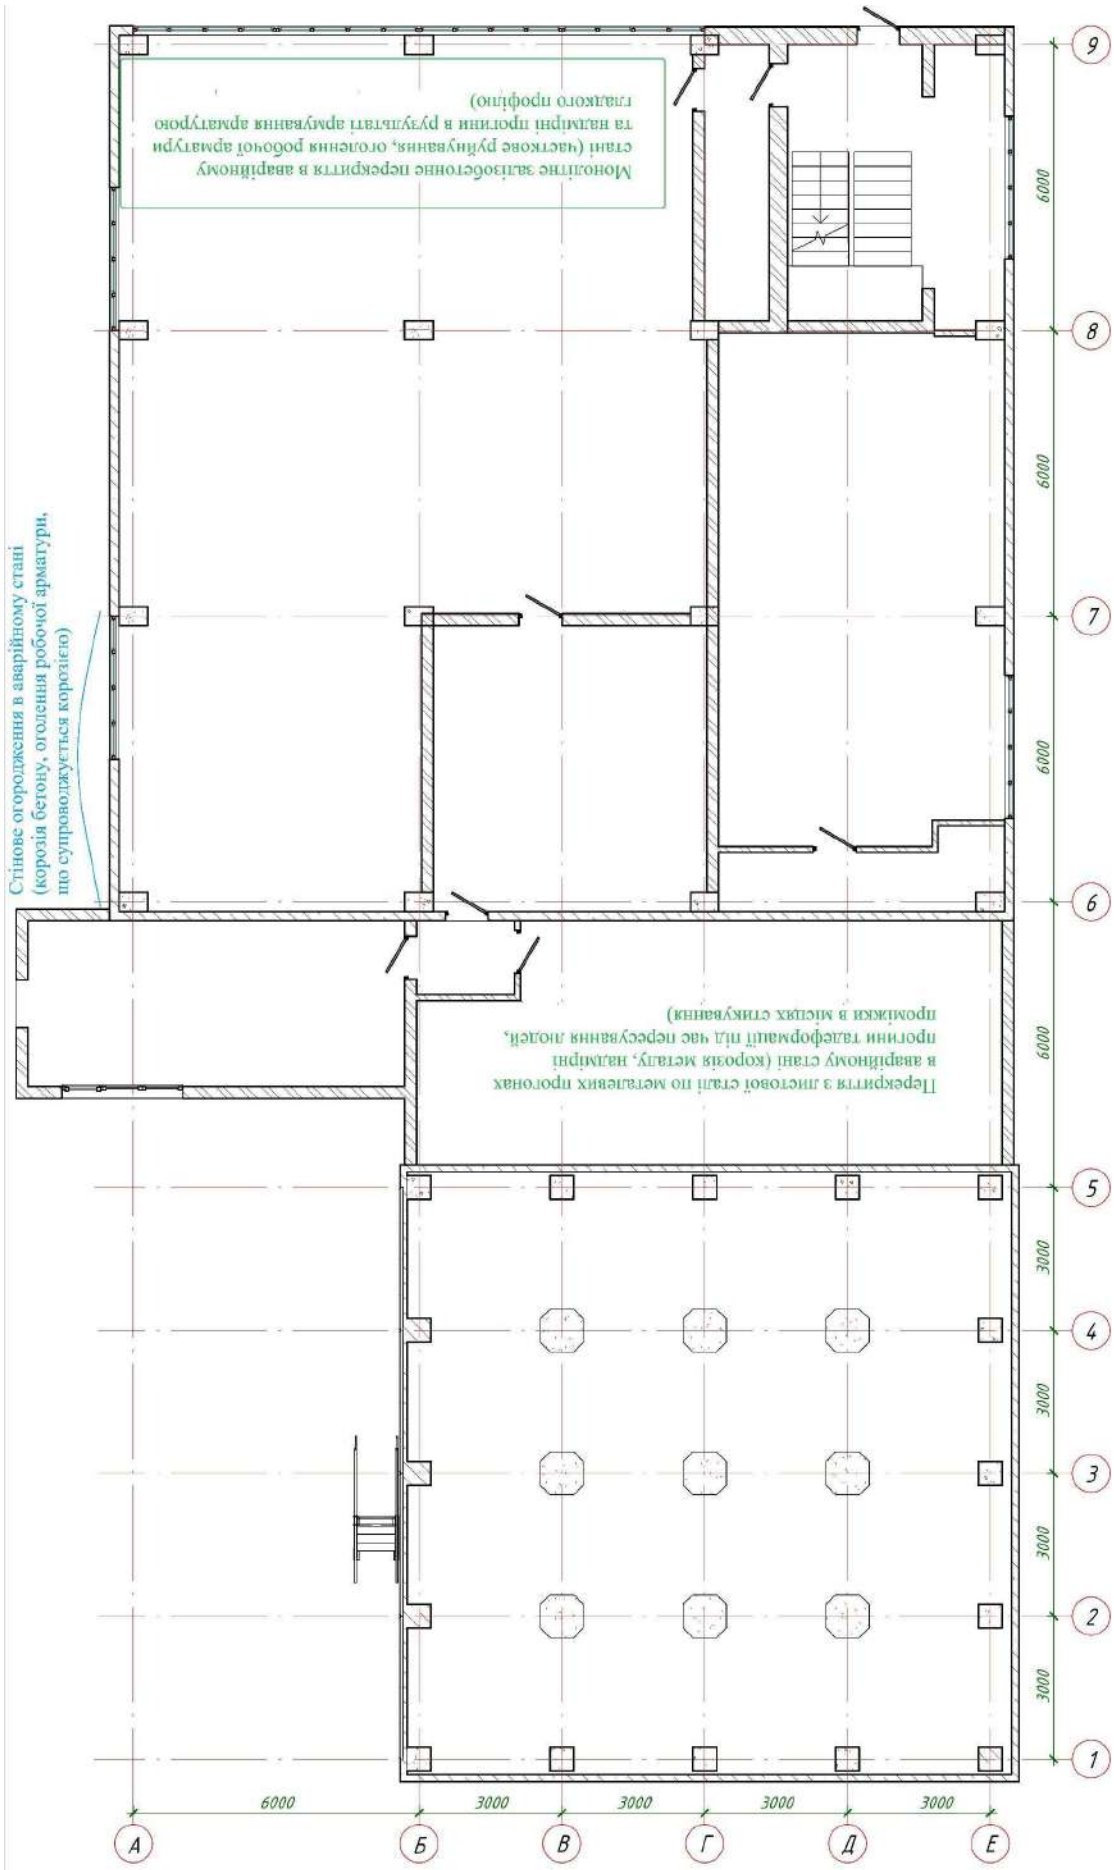 Монолітне залізобетонне перекриття в аварійному
стані (часткове руйнування, оголення робочої арматури
та надмірні прогини в рузультаті армування арматурою
гладкого профілю)
9
6000
8
6000
Стінове огородження в аварійному стані
(корозія бетону, оголення робочої арматури,
що супроводжується корозією)
7
6000
6
6000
Перекриття з листової сталі по металевих прогонах
в аварійному стані (корозія металу, надмірні
прогини тадеформації під час пересування людей,
проміжки в місцях стикування)
5
3000
4
3000
3
3000
2
3000
1
6000 3000 3000 3000 3000
А Б В Г Д Е